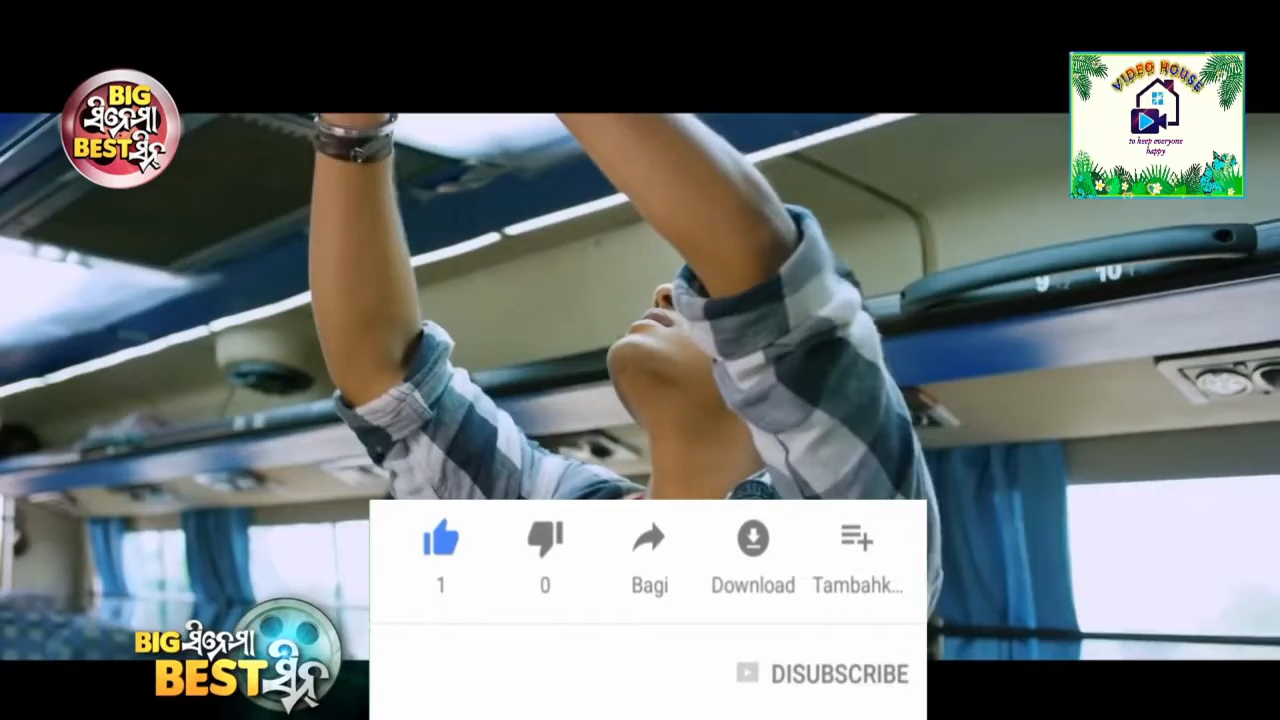 BIG
ସିନେମା
BEST ସିନ୍
VIDEO HOUSE
to keep everyone
happy
9 10
1 0 Bagi Download Tambahk...
DISUBSCRIBE
BIG ସିନେମା
BEST ସିନ୍